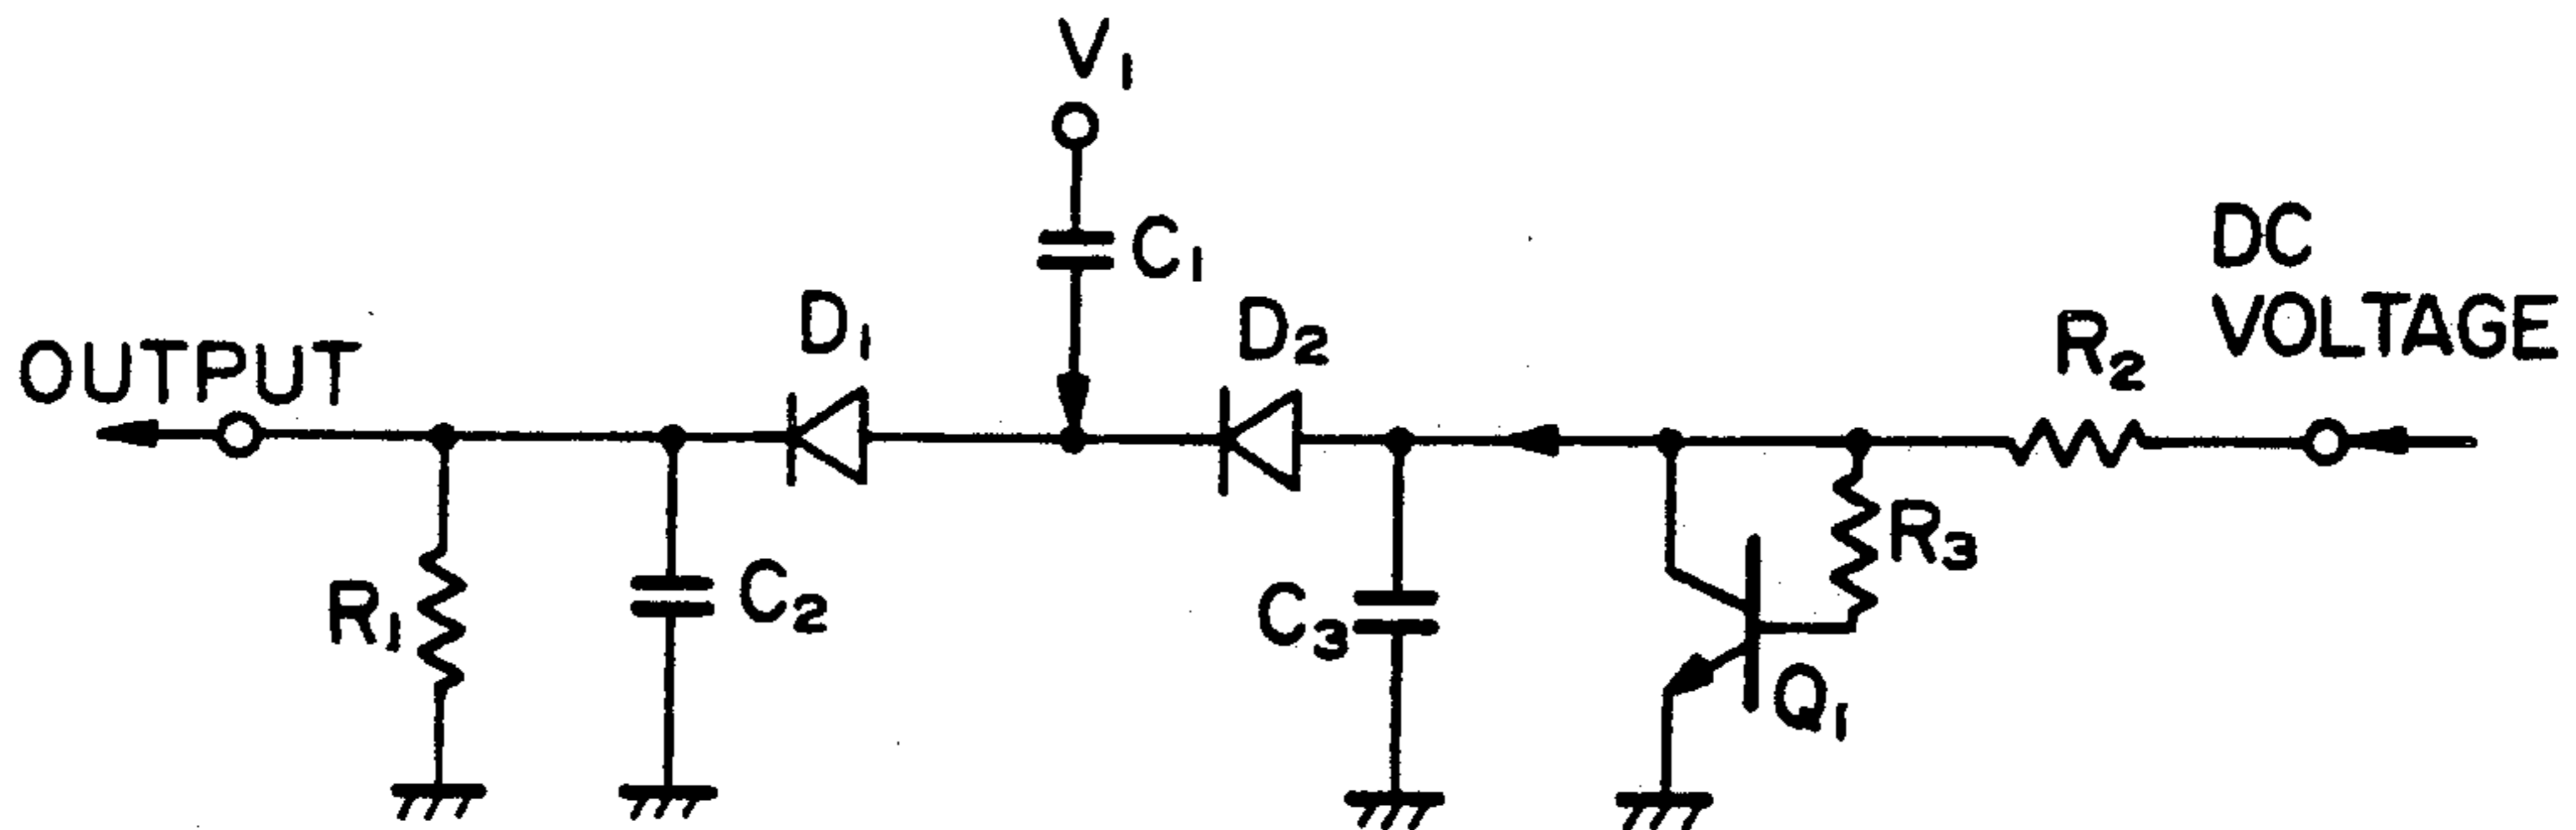 V₁
C₁
DC
VOLTAGE
D₁
D₂
R₂
OUTPUT
R₃
R₁
C₂
C₃
Q₁